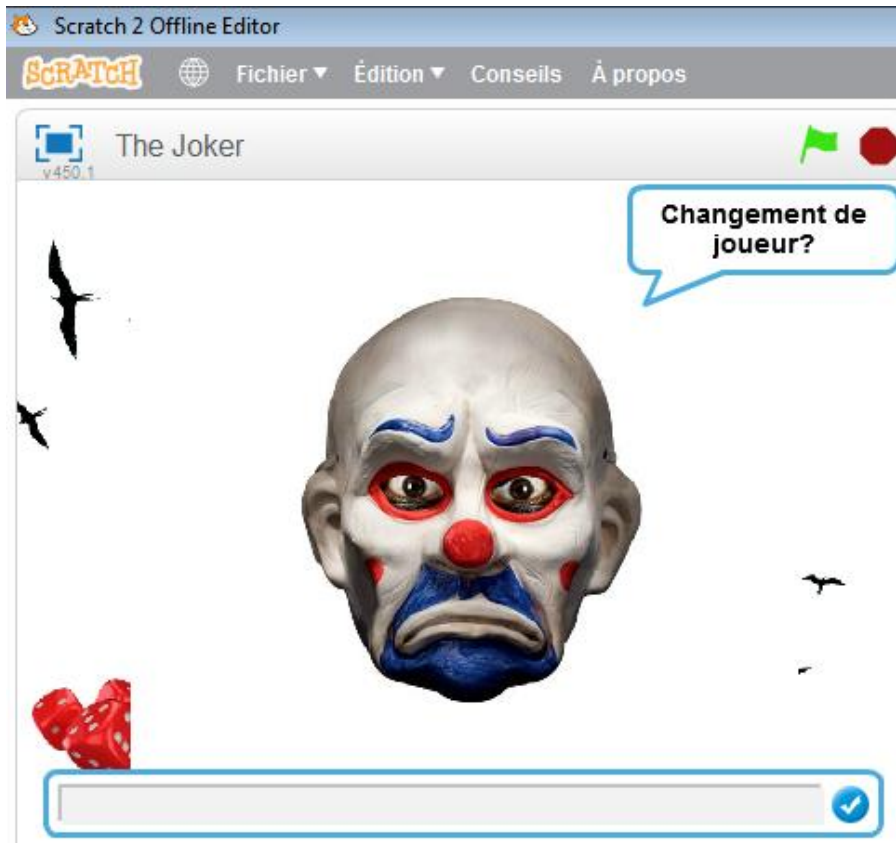 Scratch 2 Offline Editor
SCRATCH Fichier Édition Conseils À propos
The Joker
v450.1
Changement de
joueur?